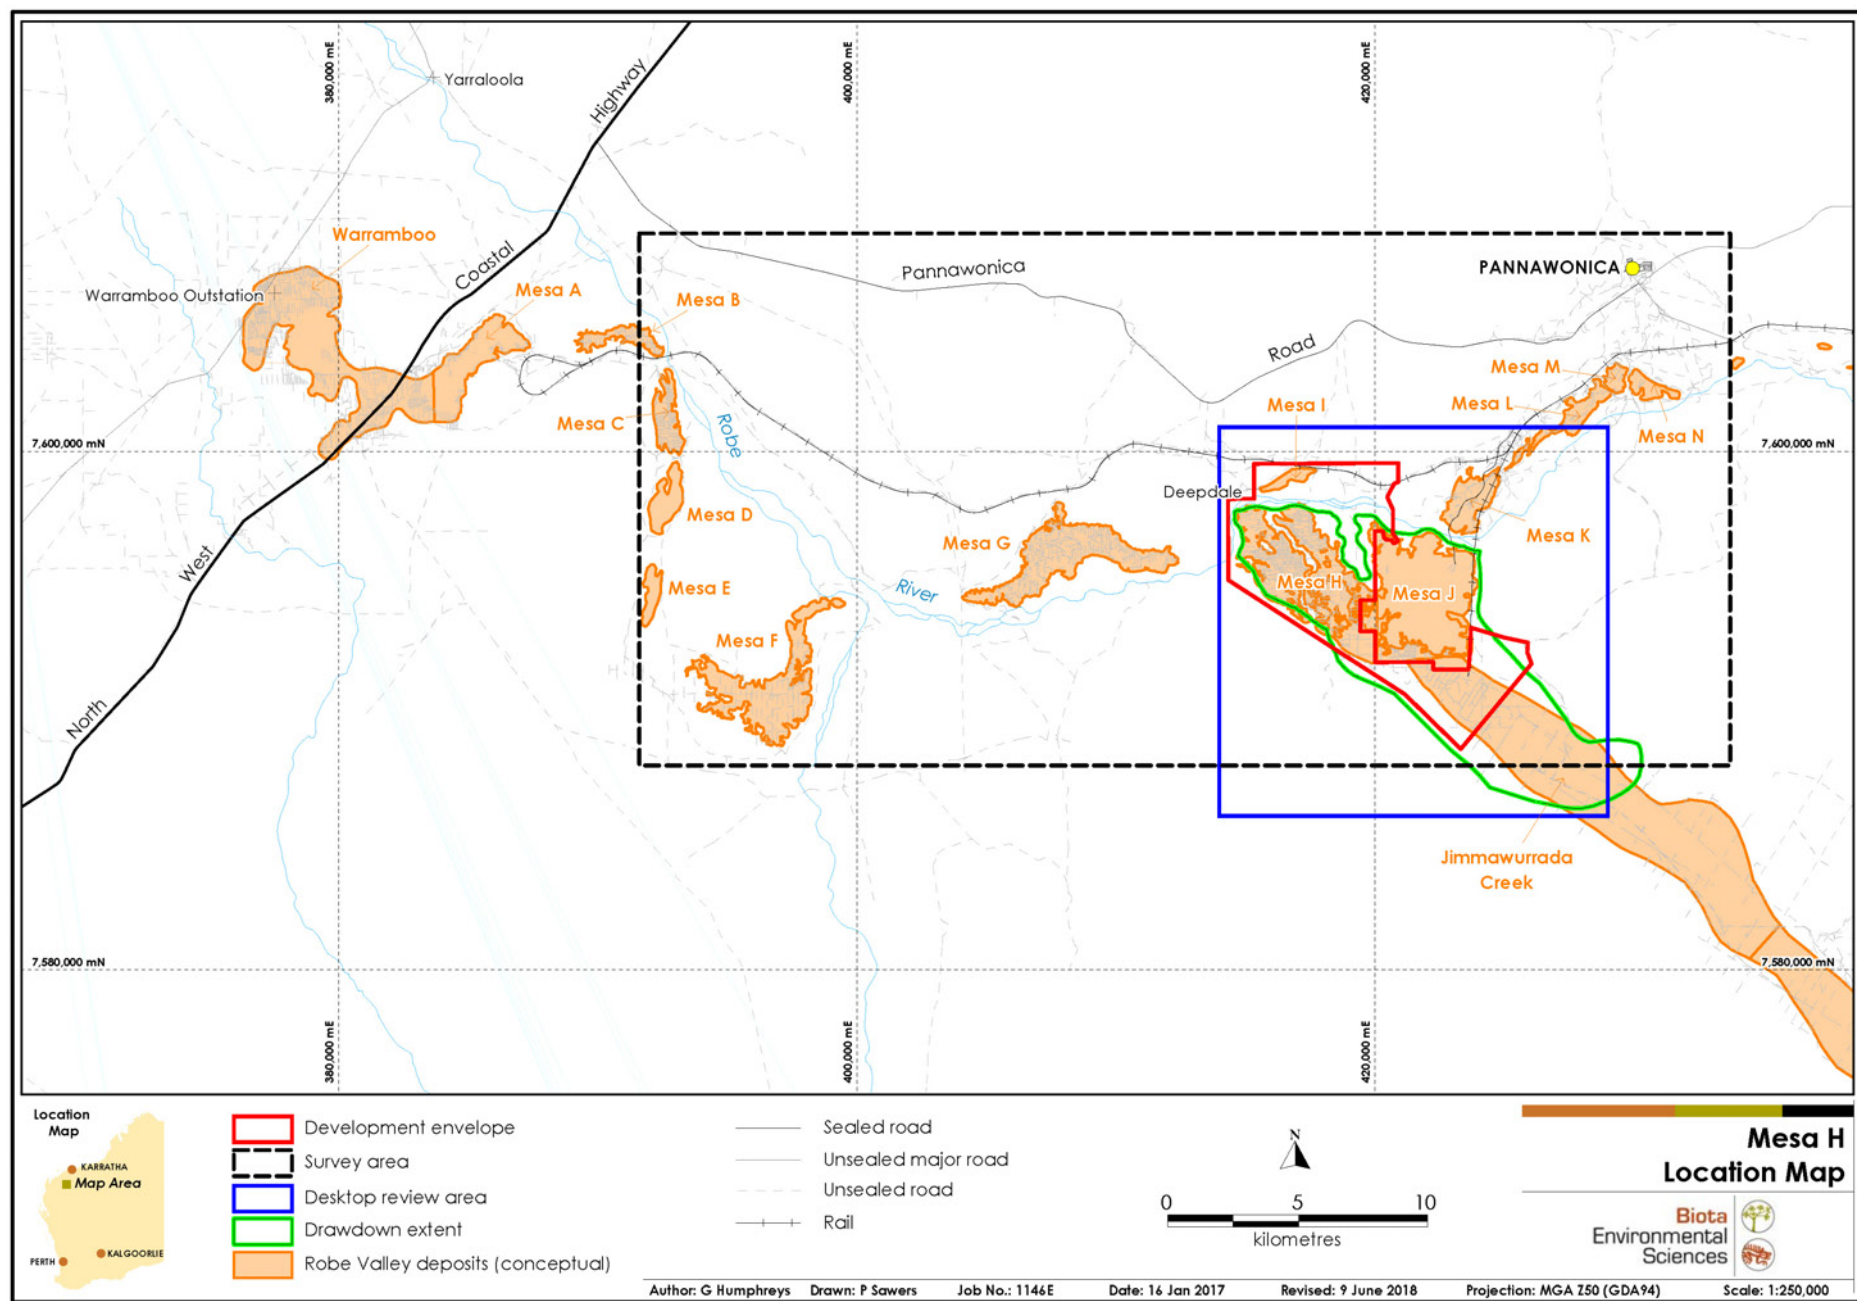 380,000 mE
400,000 mE
420,000 mE
Yarraloola
Highway
Coastal
West
North
Warramboo
Warramboo Outstation
Mesa A
Mesa B
Pannawonica
Road
PANNAWONICA
Mesa C
Robe
River
Mesa D
Mesa E
Mesa F
Mesa G
Mesa H
Mesa I
Deepdale
Mesa J
Mesa K
Mesa L
Mesa M
Mesa N
Jimmawurrada
Creek
7,600,000 mN
7,600,000 mN
7,580,000 mN
7,580,000 mN
380,000 mE
400,000 mE
420,000 mE
Location
Map
KARRATHA
Map Area
PERTH
KALGOORLIE
Development envelope
Survey area
Desktop review area
Drawdown extent
Robe Valley deposits (conceptual)
Sealed road
Unsealed major road
Unsealed road
Rail
N
0 5 10
kilometres
Mesa H
Location Map
Biota
Environmental
Sciences
Author: G Humphreys Drawn: P Sawers Job No.: 1146E Date: 16 Jan 2017 Revised: 9 June 2018 Projection: MGA Z50 (GDA94) Scale: 1:250,000